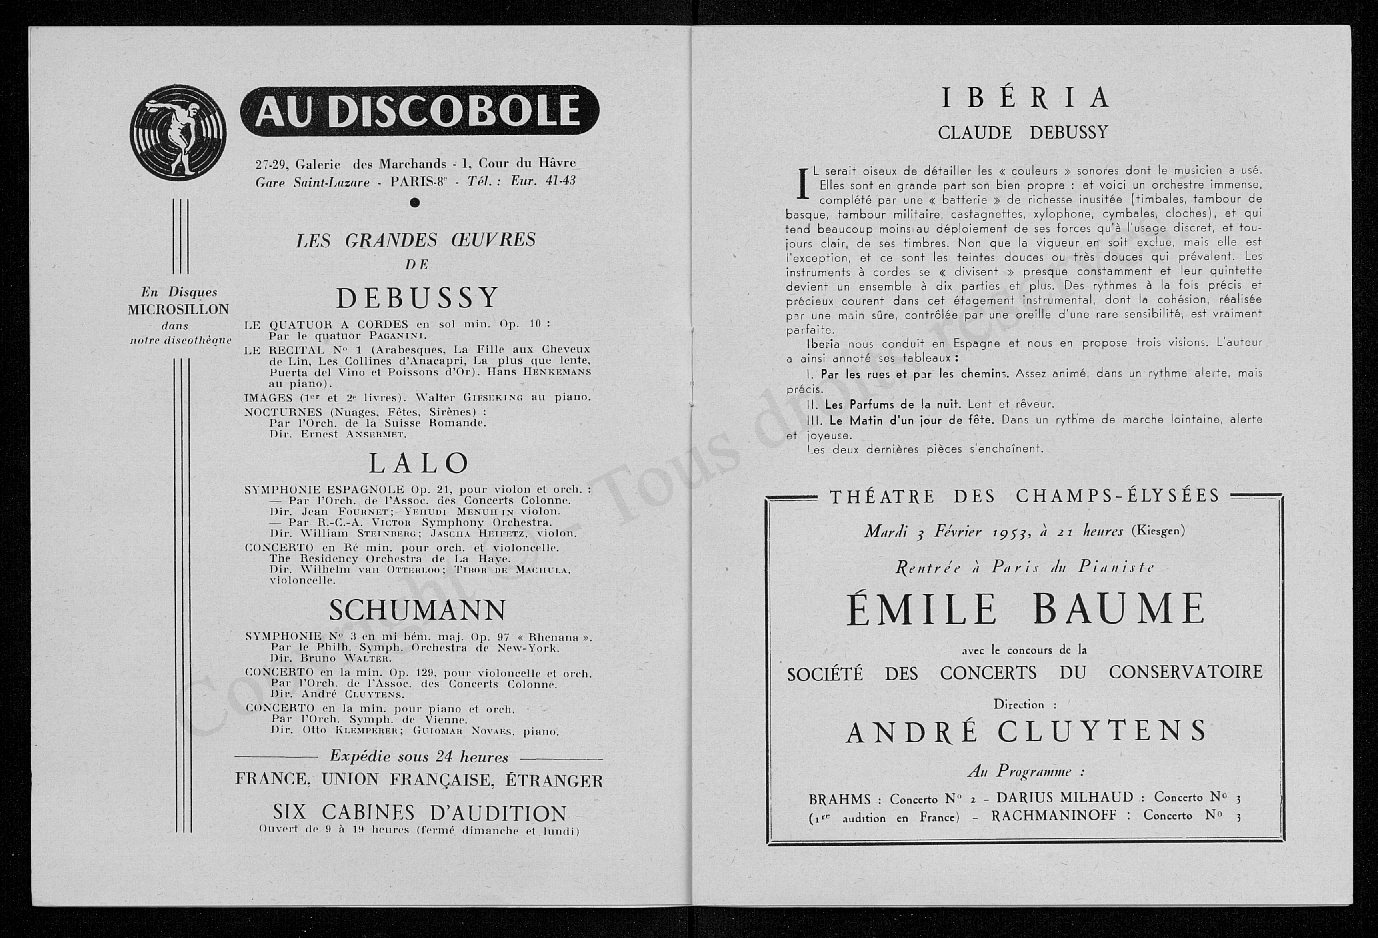 AU DISCOBOLE
27-29, Galerie des Marchands - 1, Cour du Hâvre
Gare Saint-Lazare - PARIS-8e - Tél. : Eur. 41-43
En Disques
MICROSILLON
dans
notre discothèque
LES GRANDES ŒUVRES
DE
DEBUSSY
LE QUATUOR A CORDES en sol min. Op. 10 :
Par le quatuor PAGANINI.
LE RECITAL No 1 (Arabesques, La Fille aux Cheveux
de Lin, Les Collines d'Anacapri, La plus que lente,
Puerta del Vino et Poissons d'Or). Hans HENKEMANS
au piano).
IMAGES (1er et 2e livres). Walter GIESEKING au piano.
NOCTURNES (Nuages, Fêtes, Sirènes) :
Par l'Orch. de la Suisse Romande.
Dir. Ernest ANSERMET.
LALO
SYMPHONIE ESPAGNOLE Op. 21, pour violon et orch. :
— Par l'Orch. de l'Assoc. des Concerts Colonne.
Dir. Jean FOURNET; YEHUDI MENUHIN violon.
— Par R.-C.-A. VICTOR Symphony Orchestra.
Dir. William STEINBERG; JASCHA HEIFETZ, violon.
CONCERTO en Ré min. pour orch. et violoncelle.
The Residency Orchestra de La Haye.
Dir. Wilhelm van OTTERLOO; TIBOR DE MACHULA,
violoncelle.
SCHUMANN
SYMPHONIE No 3 en mi bém. maj. Op. 97 « Rhenana ».
Par le Philh. Symph. Orchestra de New-York.
Dir. Bruno WALTER.
CONCERTO en la min. Op. 129, pour violoncelle et orch.
Par l'Orch. de l'Assoc. des Concerts Colonne.
Dir. André CLUYTENS.
CONCERTO en la min. pour piano et orch.
Par l'Orch. Symph. de Vienne.
Dir. Otto KLEMPERER; GUIOMAR NOVAES, piano.
Expédie sous 24 heures
FRANCE, UNION FRANÇAISE, ÉTRANGER
SIX CABINES D'AUDITION
Ouvert de 9 à 19 heures (fermé dimanche et lundi)
IBÉRIA
CLAUDE DEBUSSY
IL serait oiseux de détailler les « couleurs » sonores dont le musicien a usé.
Elles sont en grande part son bien propre : et voici un orchestre immense,
complété par une « batterie » de richesse inusitée (timbales, tambour de
basque, tambour militaire, castagnettes, xylophone, cymbales, cloches), et qui
tend beaucoup moins au déploiement de ses forces qu'à l'usage discret, et tou-
jours clair, de ses timbres. Non que la vigueur en soit exclue, mais elle est
l'exception, et ce sont les teintes douces ou très douces qui prévalent. Les
instruments à cordes se « divisent » presque constamment et leur quintette
devient un ensemble à dix parties et plus. Des rythmes à la fois précis et
précieux courent dans cet étagement instrumental, dont la cohésion, réalisée
par une main sûre, contrôlée par une oreille d'une rare sensibilité, est vraiment
parfaite.
Iberia nous conduit en Espagne et nous en propose trois visions. L'auteur
a ainsi annoté ses tableaux :
I. Par les rues et par les chemins. Assez animé, dans un rythme alerte, mais
précis.
II. Les Parfums de la nuit. Lent et rêveur.
III. Le Matin d'un jour de fête. Dans un rythme de marche lointaine, alerte
et joyeuse.
Les deux dernières pièces s'enchaînent.
THÉATRE DES CHAMPS-ÉLYSÉES
Mardi 3 Février 1953, à 21 heures (Kiesgen)
Rentrée à Paris du Pianiste
ÉMILE BAUME
avec le concours de la
SOCIÉTÉ DES CONCERTS DU CONSERVATOIRE
Direction :
ANDRÉ CLUYTENS
Au Programme :
BRAHMS : Concerto No 2 - DARIUS MILHAUD : Concerto No 3
(1re audition en France) - RACHMANINOFF : Concerto No 3